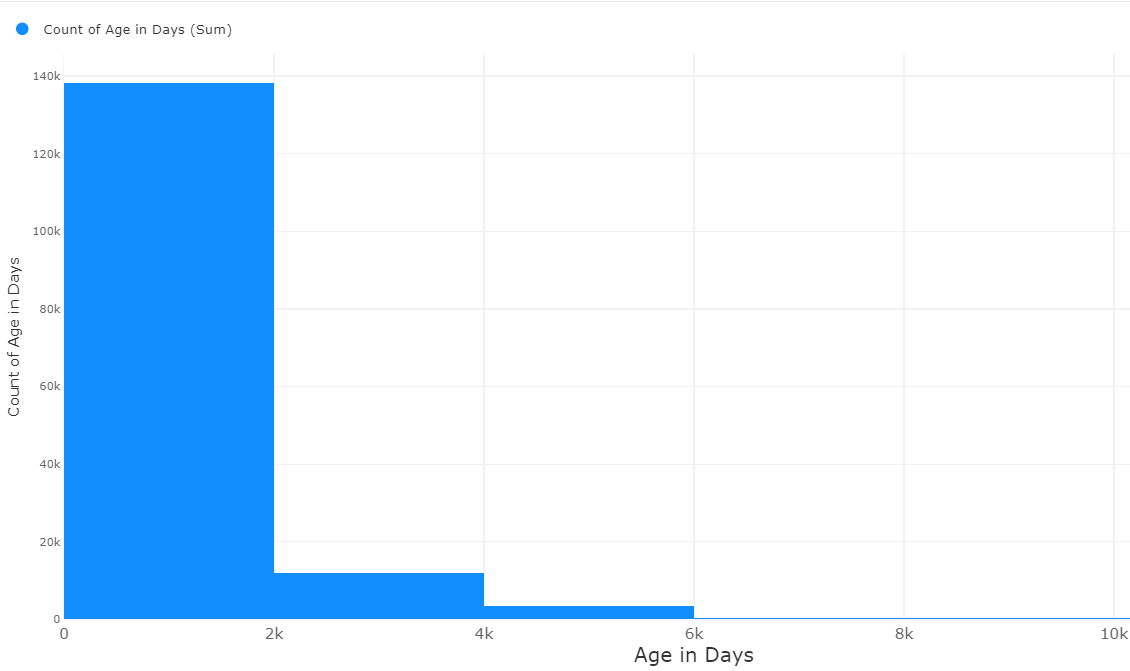 Count of Age in Days (Sum)
140k
120k
100k
80k
60k
40k
20k
0
Count of Age in Days
0 2k 4k 6k 8k 10k
Age in Days